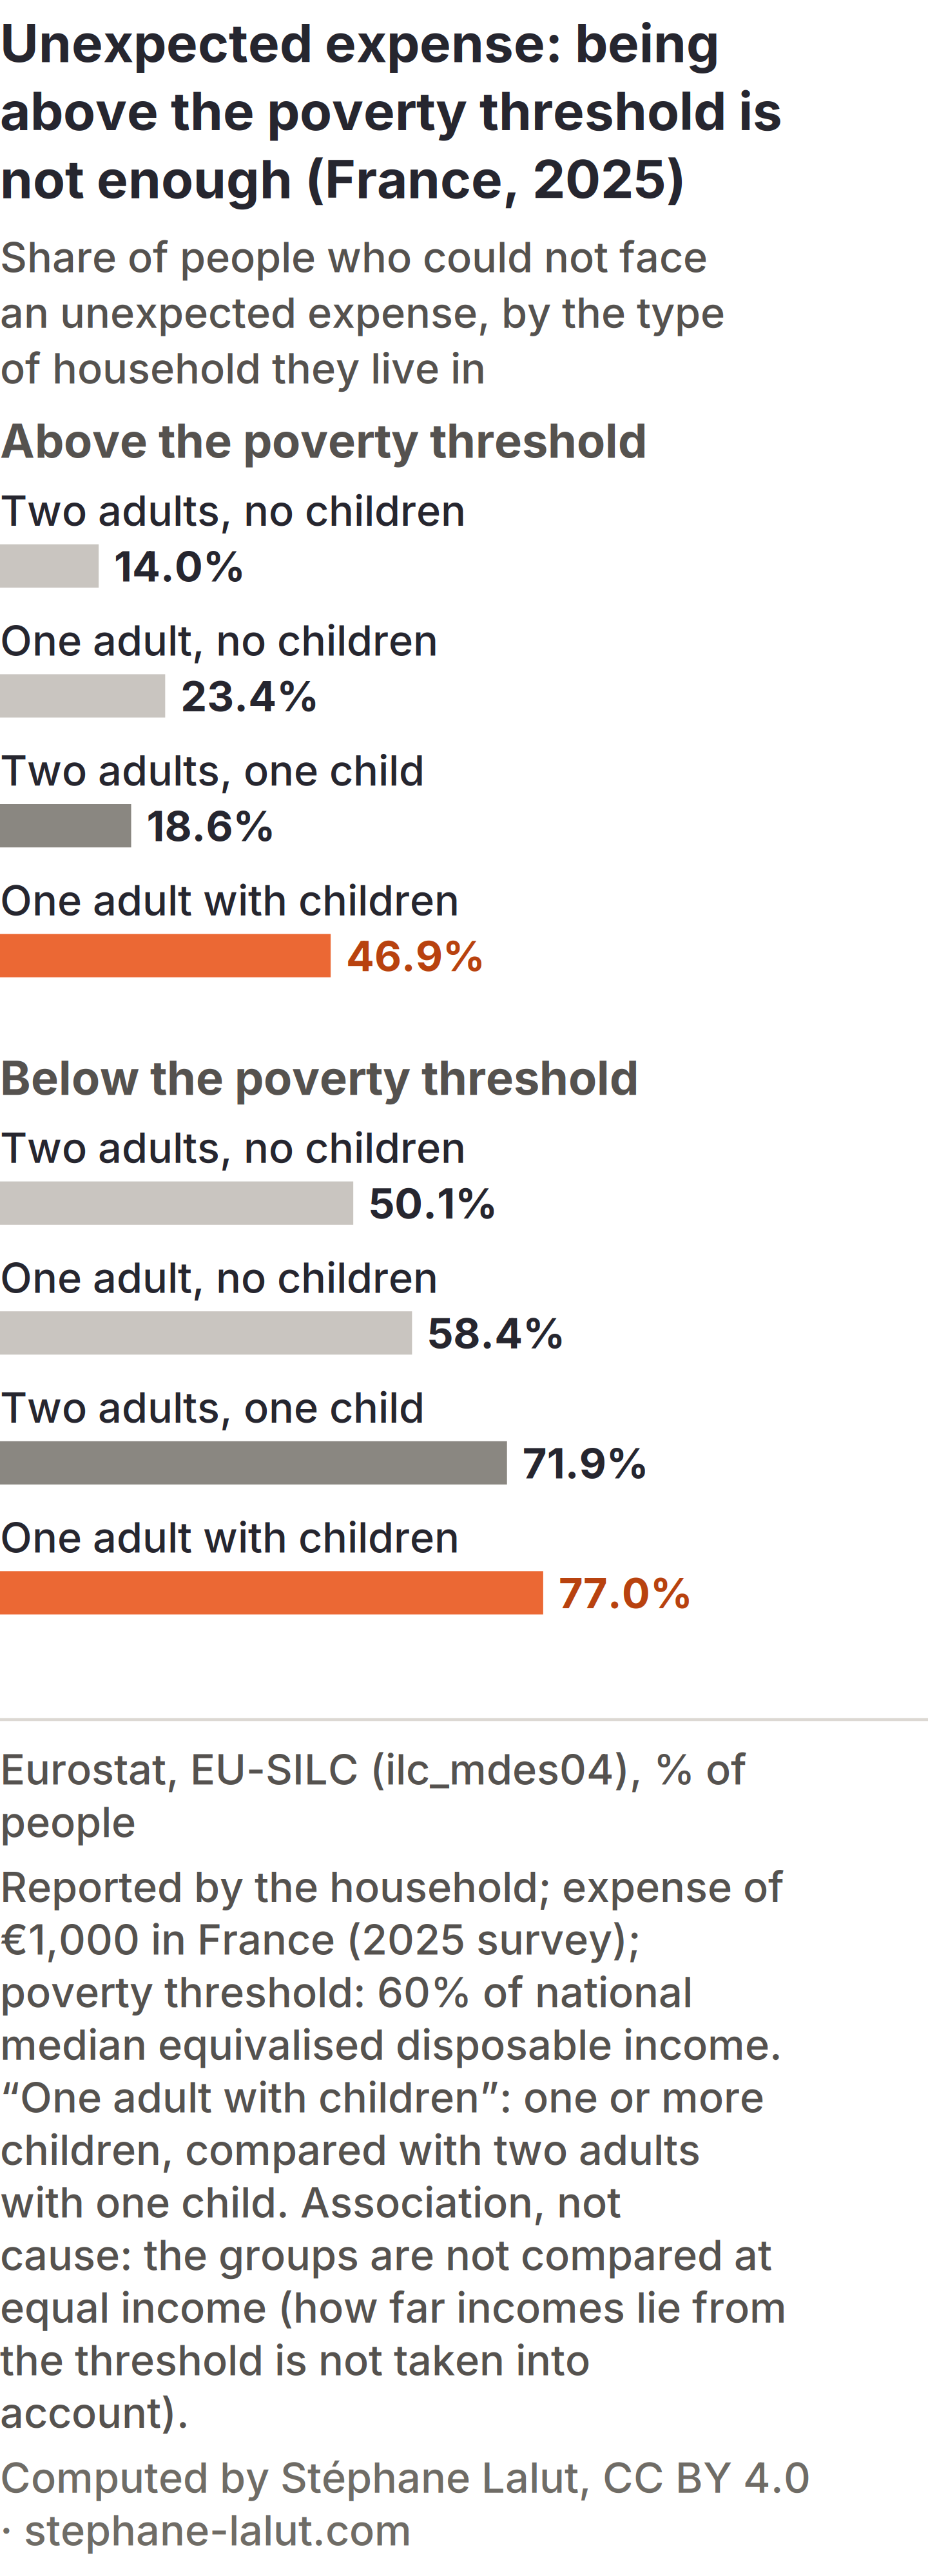 Unexpected expense: being
above the poverty threshold is
not enough (France, 2025)
Share of people who could not face
an unexpected expense, by the type
of household they live in
Above the poverty threshold
Two adults, no children
14.0%
One adult, no children
23.4%
Two adults, one child
18.6%
One adult with children
46.9%
Below the poverty threshold
Two adults, no children
50.1%
One adult, no children
58.4%
Two adults, one child
71.9%
One adult with children
77.0%
Eurostat, EU-SILC (ilc_mdes04), % of
people
Reported by the household; expense of
€1,000 in France (2025 survey);
poverty threshold: 60% of national
median equivalised disposable income.
“One adult with children”: one or more
children, compared with two adults
with one child. Association, not
cause: the groups are not compared at
equal income (how far incomes lie from
the threshold is not taken into
account).
Computed by Stéphane Lalut, CC BY 4.0
· stephane-lalut.com